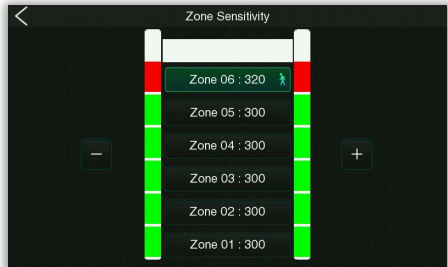 Zone Sensitivity
Zone 06 : 320
Zone 05 : 300
Zone 04 : 300
− +
Zone 03 : 300
Zone 02 : 300
Zone 01 : 300